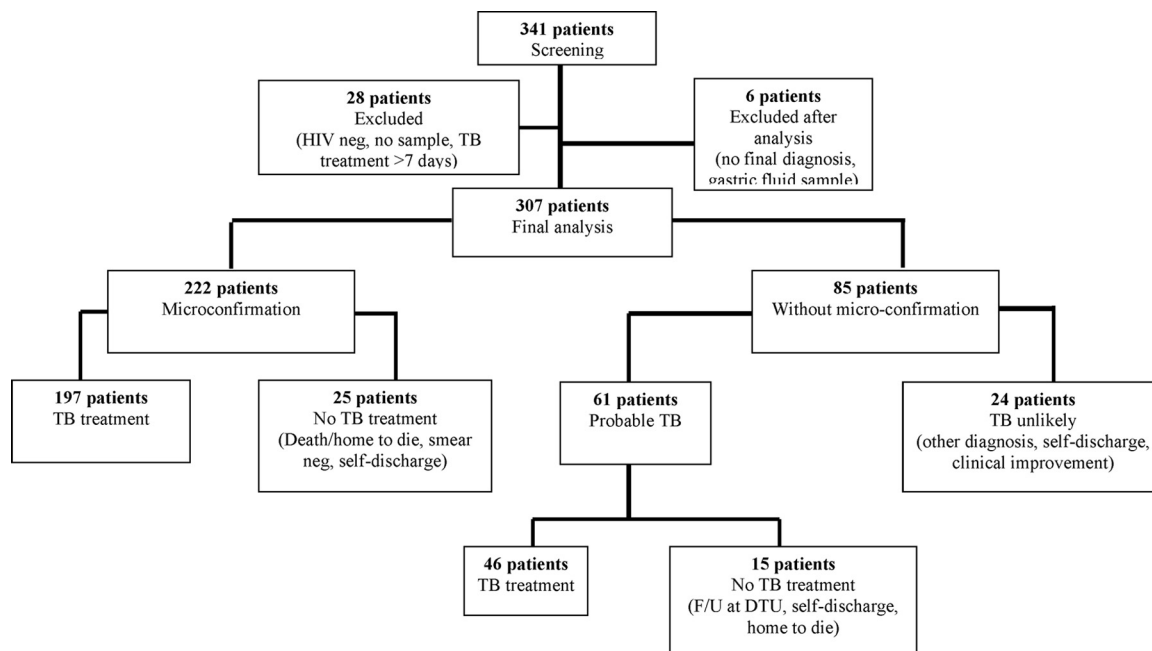 341 patients
Screening
28 patients
Excluded
(HIV neg, no sample, TB
treatment >7 days)
6 patients
Excluded after
analysis
(no final diagnosis,
gastric fluid sample)
307 patients
Final analysis
222 patients
Microconfirmation
85 patients
Without micro-confirmation
197 patients
TB treatment
25 patients
No TB treatment
(Death/home to die, smear
neg, self-discharge)
61 patients
Probable TB
24 patients
TB unlikely
(other diagnosis, self-discharge,
clinical improvement)
46 patients
TB treatment
15 patients
No TB treatment
(F/U at DTU, self-discharge,
home to die)